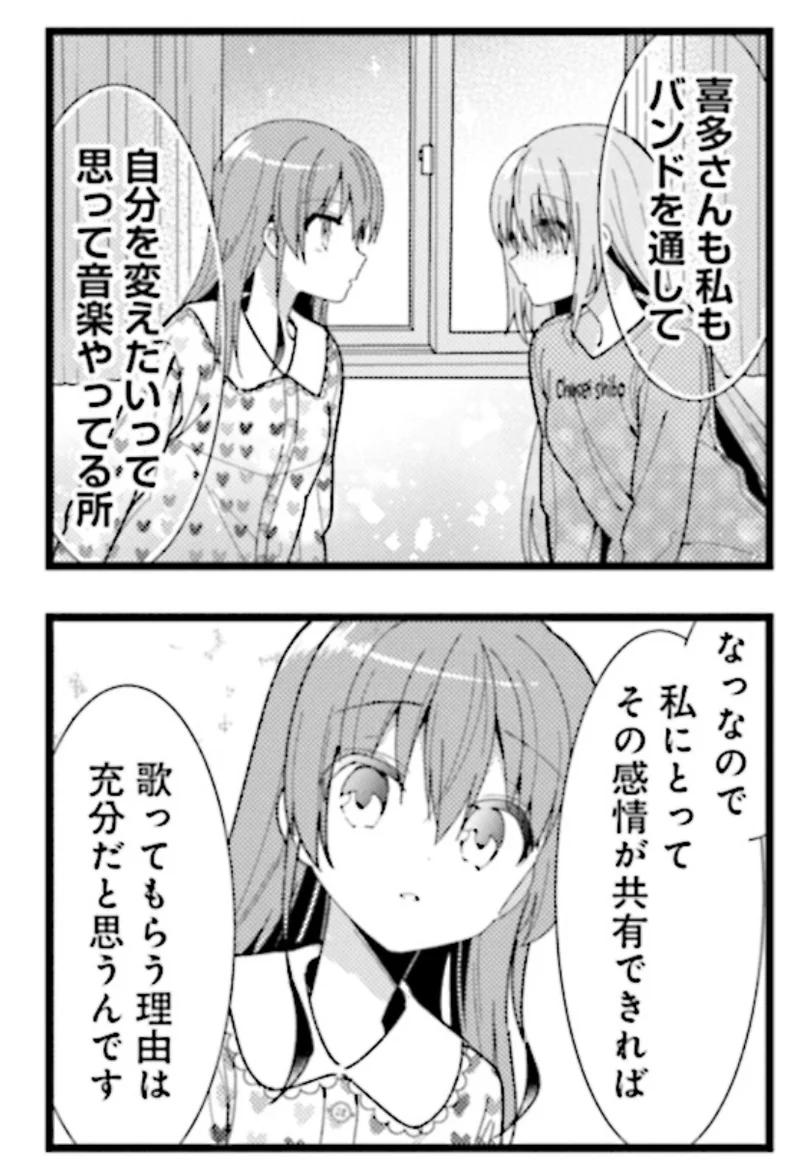 喜多さんも私も
バンドを通して
自分を変えたいって
思って音楽やってる所
なっなので
私にとって
その感情が共有できれば
歌ってもらう理由は
充分だと思うんです